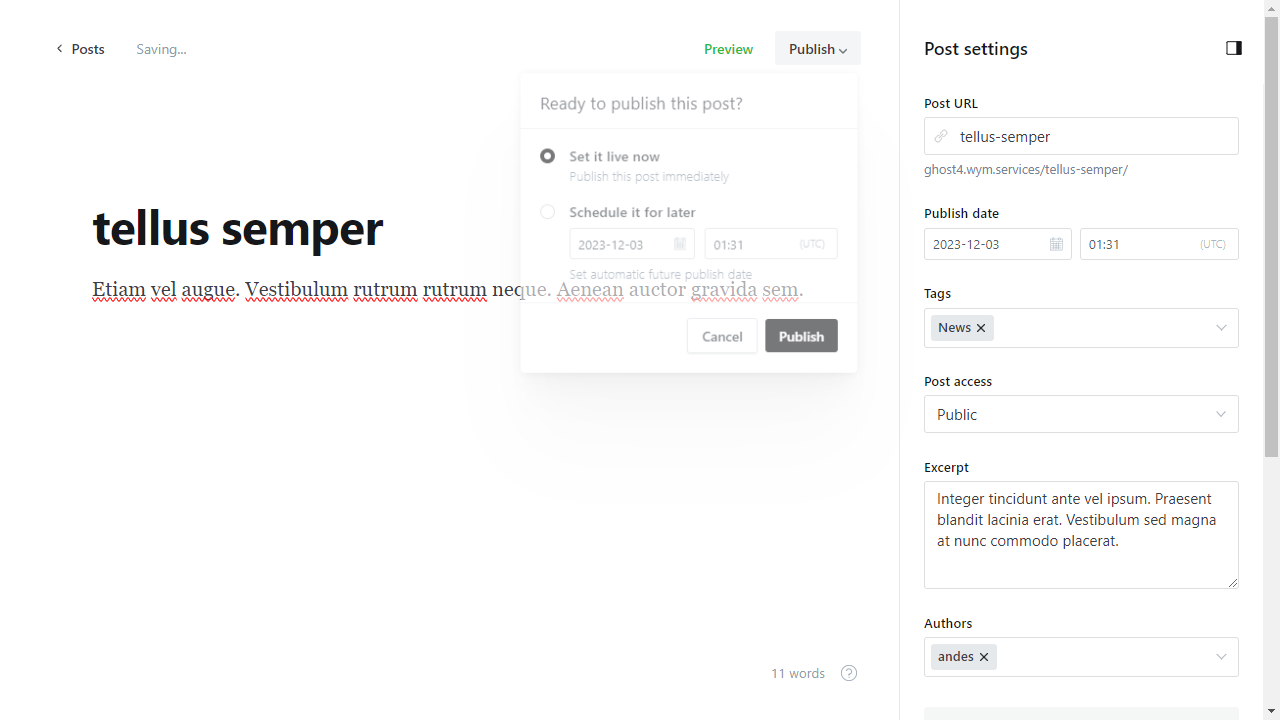 Posts
Saving...
Preview
Publish
Post settings
Ready to publish this post?
Set it live now
Publish this post immediately
Schedule it for later
2023-12-03
01:31
(UTC)
Set automatic future publish date
Cancel
Publish
tellus semper
Etiam vel augue. Vestibulum rutrum rutrum neque. Aenean auctor gravida sem.
11 words
?
Post URL
tellus-semper
ghost4.wym.services/tellus-semper/
Publish date
2023-12-03
01:31
(UTC)
Tags
News
Post access
Public
Excerpt
Integer tincidunt ante vel ipsum. Praesent
blandit lacinia erat. Vestibulum sed magna
at nunc commodo placerat.
Authors
andes